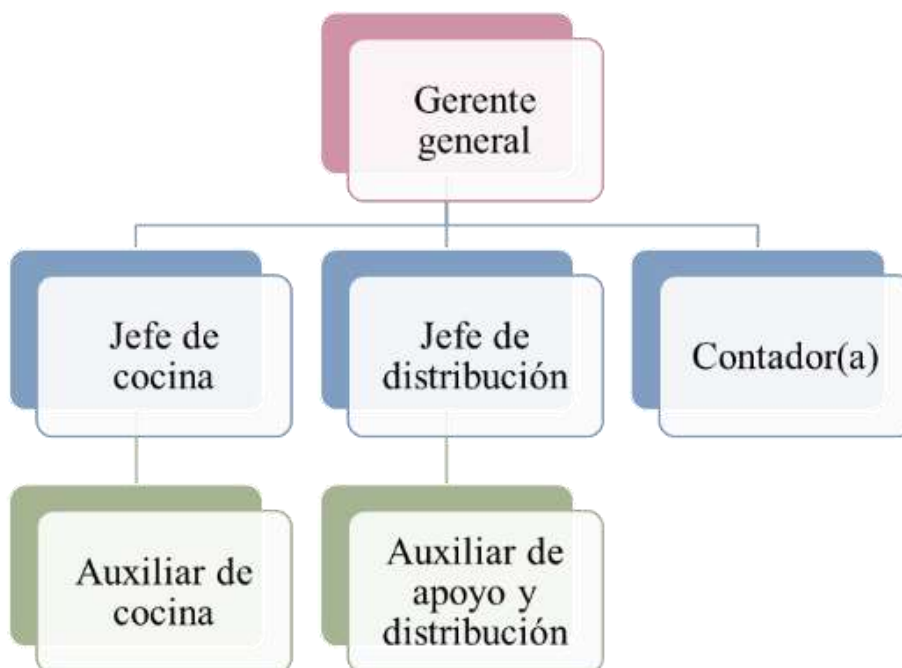 Gerente
general
Jefe de
cocina
Jefe de
distribución
Contador(a)
Auxiliar de
cocina
Auxiliar de
apoyo y
distribución